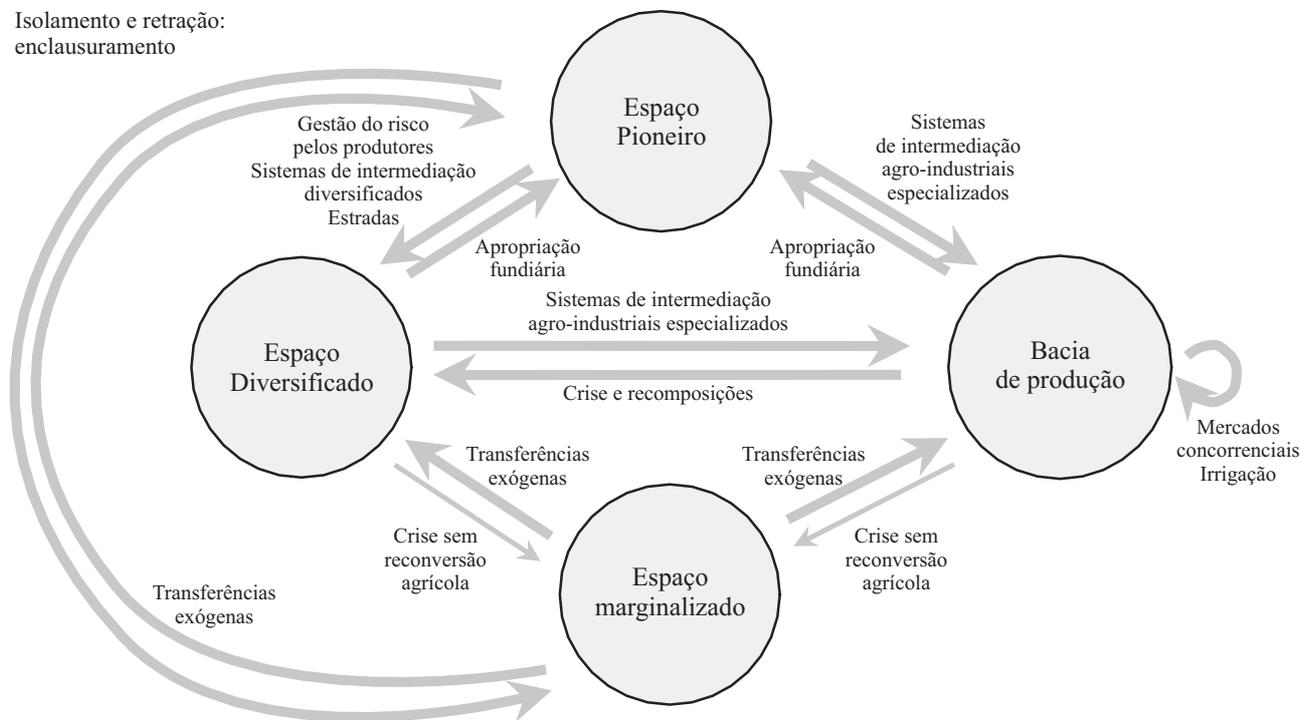 Isolamento e retração:
enclausuramento
Espaço
Pioneiro
Gestão do risco
pelos produtores
Sistemas de intermediação
diversificados
Estradas
Sistemas
de intermediação
agro-industriais
especializados
Apropriação
fundiária
Apropriação
fundiária
Sistemas de intermediação
agro-industriais especializados
Espaço
Diversificado
Bacia
de produção
Crise e recomposições
Mercados
concorrenciais
Irrigação
Transferências
exógenas
Transferências
exógenas
Crise sem
reconversão
agrícola
Crise sem
reconversão
agrícola
Espaço
marginalizado
Transferências
exógenas